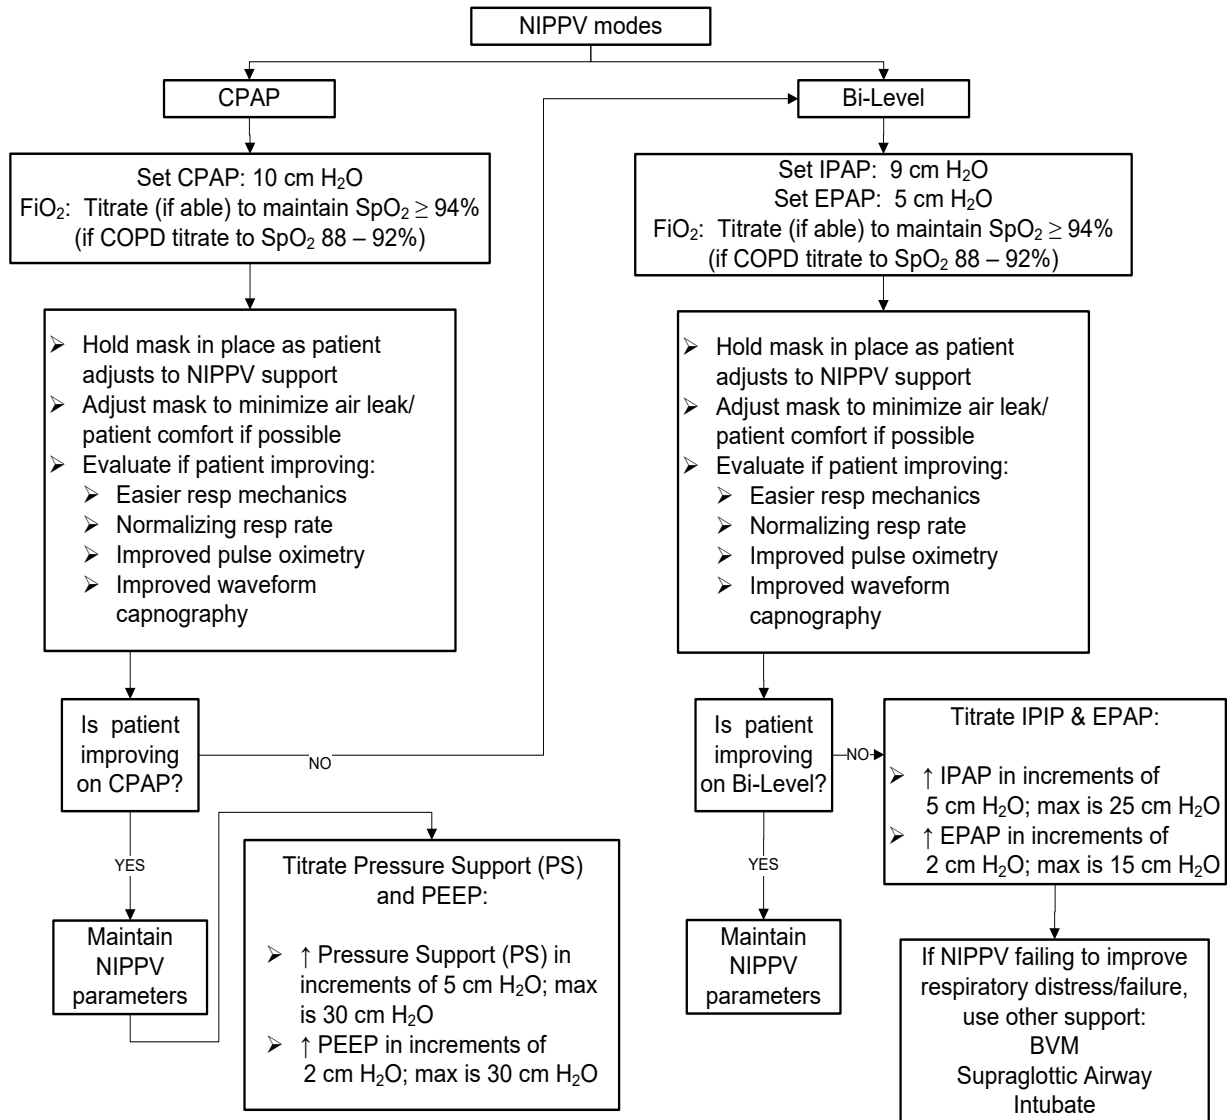 NIPPV modes
CPAP
Set CPAP: 10 cm H₂O
FiO₂: Titrate (if able) to maintain SpO₂ ≥ 94%
(if COPD titrate to SpO₂ 88 – 92%)
➢ Hold mask in place as patient
adjusts to NIPPV support
➢ Adjust mask to minimize air leak/
patient comfort if possible
➢ Evaluate if patient improving:
➢ Easier resp mechanics
➢ Normalizing resp rate
➢ Improved pulse oximetry
➢ Improved waveform
capnography
Is patient
improving
on CPAP?
NO
YES
Maintain
NIPPV
parameters
Titrate Pressure Support (PS)
and PEEP:
➢ ↑ Pressure Support (PS) in
increments of 5 cm H₂O; max
is 30 cm H₂O
➢ ↑ PEEP in increments of
2 cm H₂O; max is 30 cm H₂O
Bi-Level
Set IPAP: 9 cm H₂O
Set EPAP: 5 cm H₂O
FiO₂: Titrate (if able) to maintain SpO₂ ≥ 94%
(if COPD titrate to SpO₂ 88 – 92%)
➢ Hold mask in place as patient
adjusts to NIPPV support
➢ Adjust mask to minimize air leak/
patient comfort if possible
➢ Evaluate if patient improving:
➢ Easier resp mechanics
➢ Normalizing resp rate
➢ Improved pulse oximetry
➢ Improved waveform
capnography
Is patient
improving
on Bi-Level?
NO
YES
Maintain
NIPPV
parameters
Titrate IPIP & EPAP:
➢ ↑ IPAP in increments of
5 cm H₂O; max is 25 cm H₂O
➢ ↑ EPAP in increments of
2 cm H₂O; max is 15 cm H₂O
If NIPPV failing to improve
respiratory distress/failure,
use other support:
BVM
Supraglottic Airway
Intubate